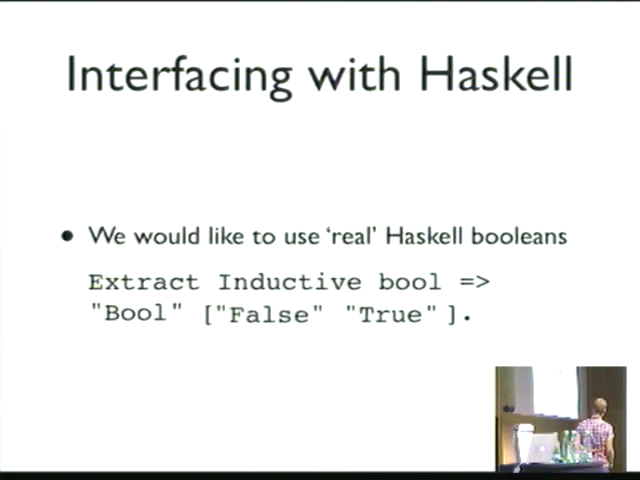 Interfacing with Haskell
• We would like to use ‘real’ Haskell booleans
Extract Inductive bool =>
"Bool" ["False" "True" ].